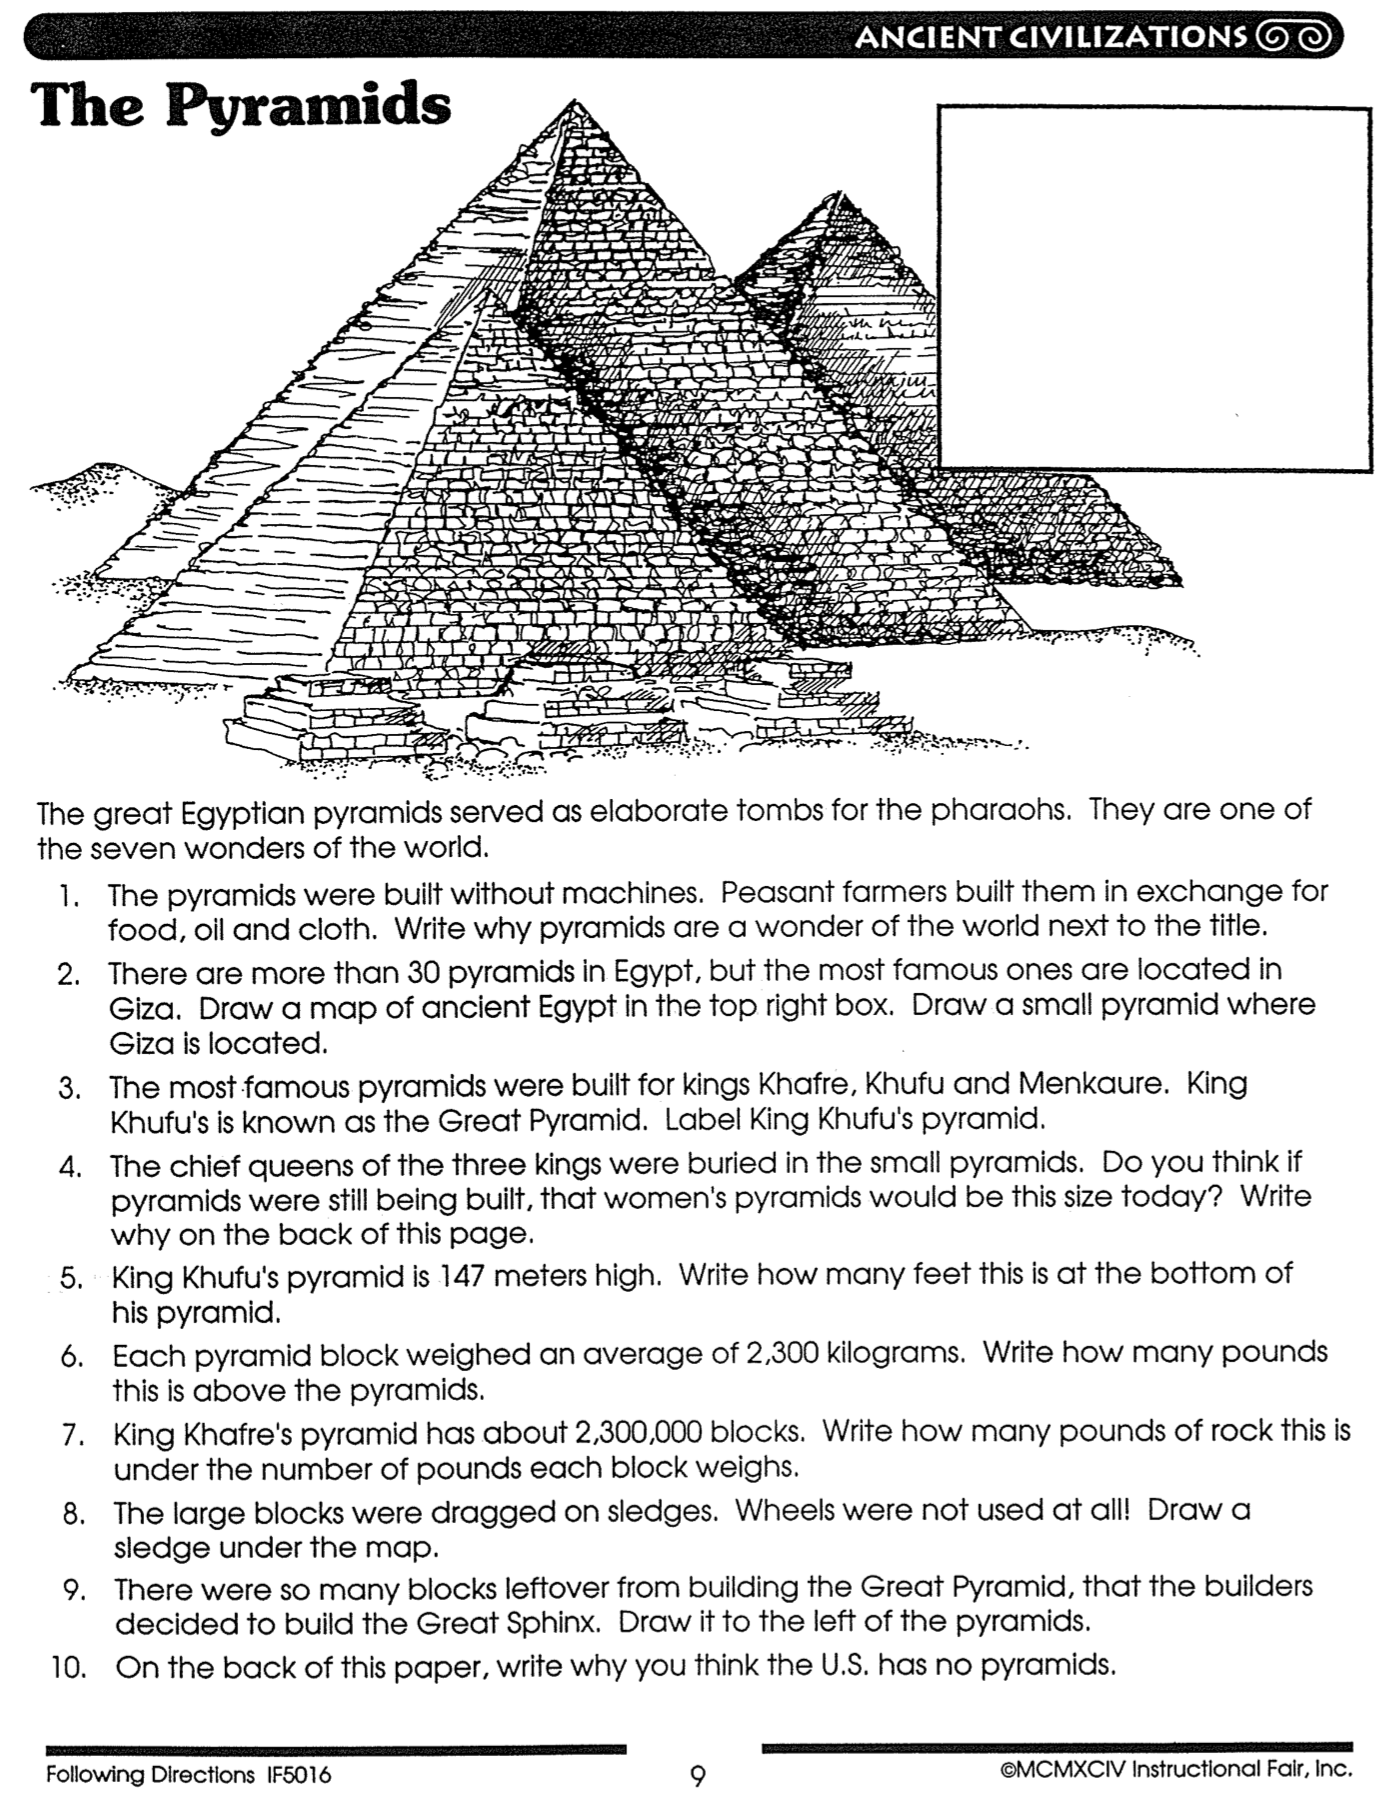 ANCIENT CIVILIZATIONS
The Pyramids
The great Egyptian pyramids served as elaborate tombs for the pharaohs. They are one of
the seven wonders of the world.
1. The pyramids were built without machines. Peasant farmers built them in exchange for
food, oil and cloth. Write why pyramids are a wonder of the world next to the title.
2. There are more than 30 pyramids in Egypt, but the most famous ones are located in
Giza. Draw a map of ancient Egypt in the top right box. Draw a small pyramid where
Giza is located.
3. The most famous pyramids were built for kings Khafre, Khufu and Menkaure. King
Khufu's is known as the Great Pyramid. Label King Khufu's pyramid.
4. The chief queens of the three kings were buried in the small pyramids. Do you think if
pyramids were still being built, that women's pyramids would be this size today? Write
why on the back of this page.
5. King Khufu's pyramid is 147 meters high. Write how many feet this is at the bottom of
his pyramid.
6. Each pyramid block weighed an average of 2,300 kilograms. Write how many pounds
this is above the pyramids.
7. King Khafre's pyramid has about 2,300,000 blocks. Write how many pounds of rock this is
under the number of pounds each block weighs.
8. The large blocks were dragged on sledges. Wheels were not used at all! Draw a
sledge under the map.
9. There were so many blocks leftover from building the Great Pyramid, that the builders
decided to build the Great Sphinx. Draw it to the left of the pyramids.
10. On the back of this paper, write why you think the U.S. has no pyramids.
Following Directions IF5016
9
©MCMXCIV Instructional Fair, Inc.